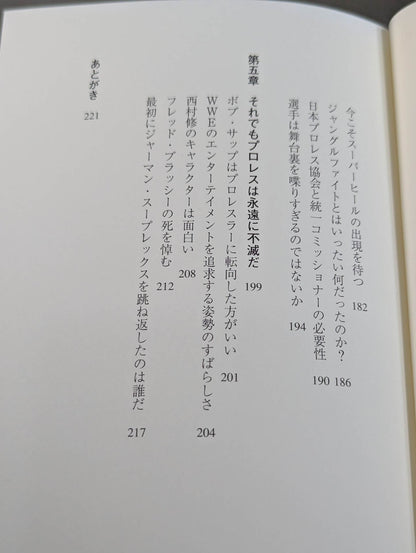 今こそスーパーヒールの出現を待つ 182
ジャングルファイトとはいったい何だったのか？ 186
日本プロレス協会と統一コミッショナーの必要性 190
選手は舞台裏を喋りすぎるのではないか 194
第五章 それでもプロレスは永遠に不滅だ 199
ボブ・サップはプロレスラーに転向した方がいい 201
WWEのエンターテイメントを追求する姿勢のすばらしさ 204
西村修のキャラクターは面白い 208
フレッド・ブラッシーの死を悼む 212
最初にジャーマン・スープレックスを跳ね返したのは誰だ 217
あとがき 221